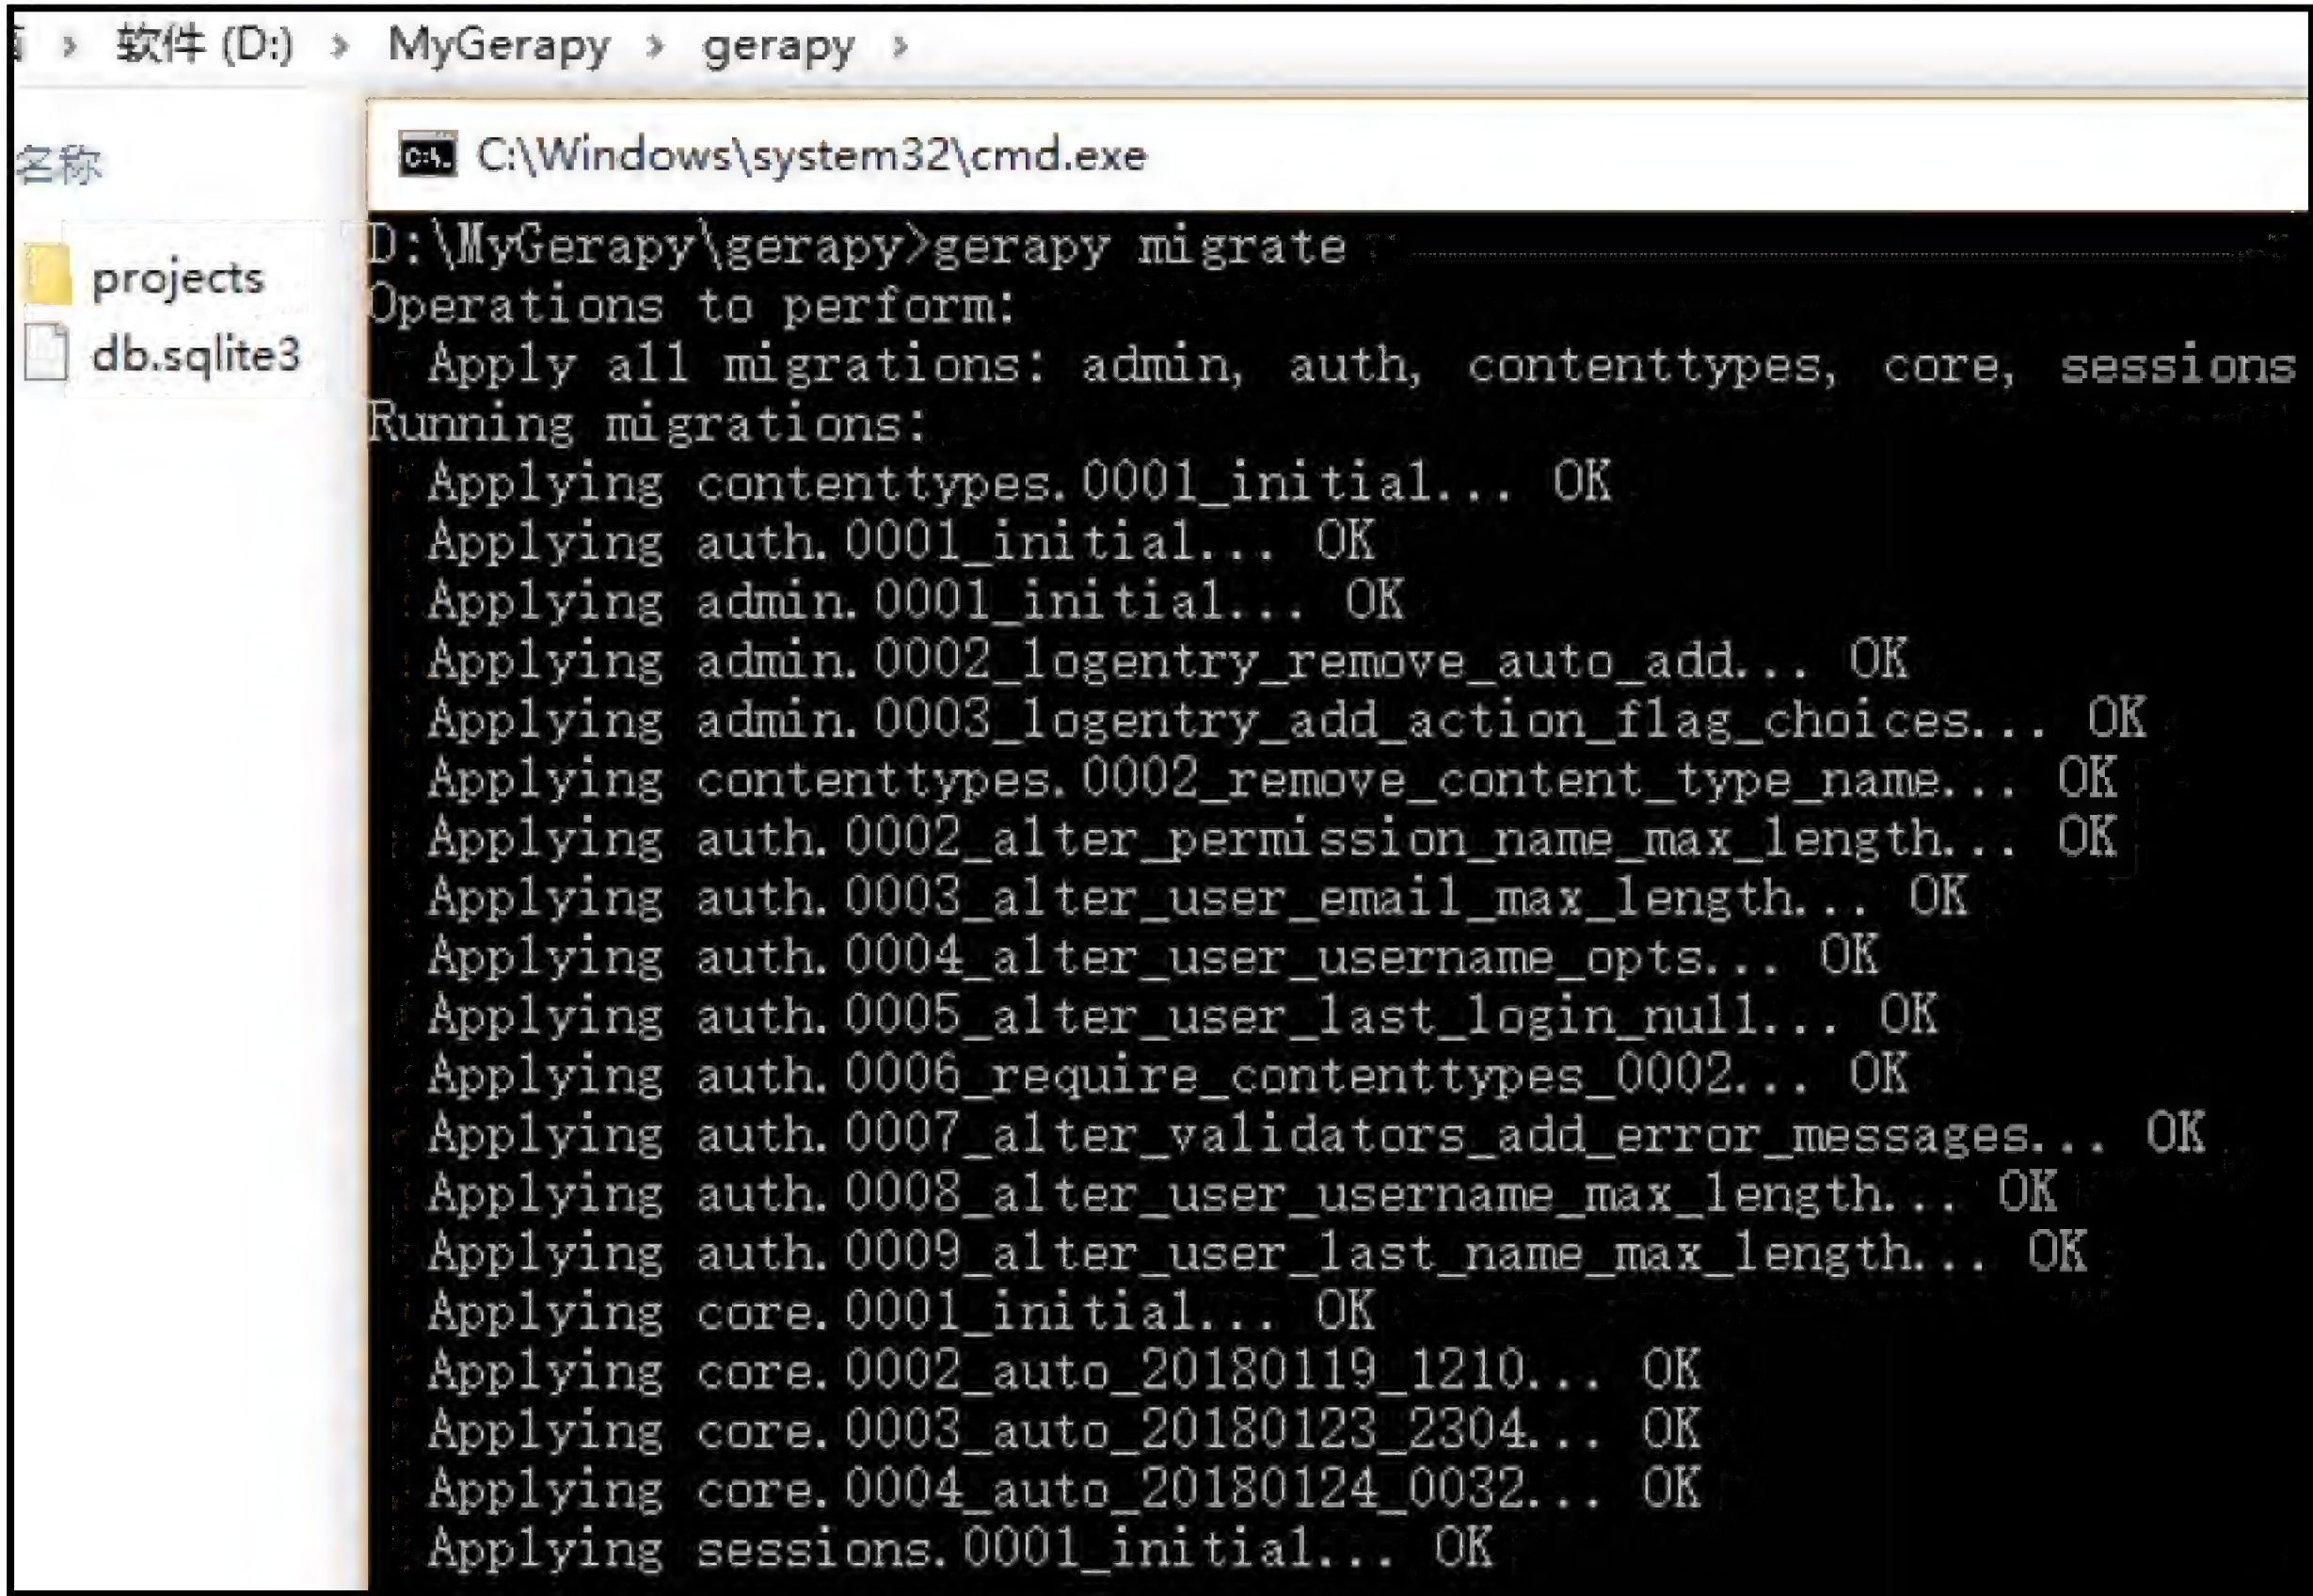 软件 (D:) › MyGerapy › gerapy ›
名称
projects
db.sqlite3
C:\Windows\system32\cmd.exe
D:\MyGerapy\gerapy>gerapy migrate
Operations to perform:
Apply all migrations: admin, auth, contenttypes, core, sessions
Running migrations:
Applying contenttypes.0001_initial... OK
Applying auth.0001_initial... OK
Applying admin.0001_initial... OK
Applying admin.0002_logentry_remove_auto_add... OK
Applying admin.0003_logentry_add_action_flag_choices... OK
Applying contenttypes.0002_remove_content_type_name... OK
Applying auth.0002_alter_permission_name_max_length... OK
Applying auth.0003_alter_user_email_max_length... OK
Applying auth.0004_alter_user_username_opts... OK
Applying auth.0005_alter_user_last_login_null... OK
Applying auth.0006_require_contenttypes_0002... OK
Applying auth.0007_alter_validators_add_error_messages... OK
Applying auth.0008_alter_user_username_max_length... OK
Applying auth.0009_alter_user_last_name_max_length... OK
Applying core.0001_initial... OK
Applying core.0002_auto_20180119_1210... OK
Applying core.0003_auto_20180123_2304... OK
Applying core.0004_auto_20180124_0032... OK
Applying sessions.0001_initial... OK